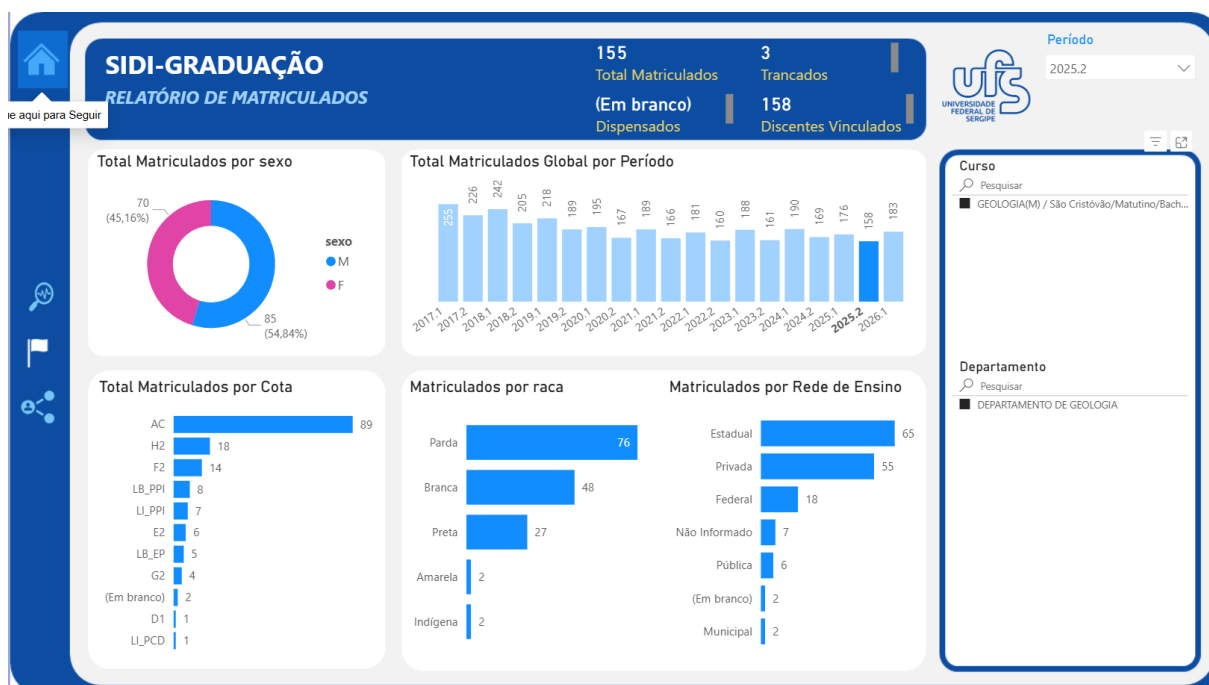 SIDI-GRADUAÇÃO
RELATÓRIO DE MATRICULADOS
ue aqui para Seguir
155
Total Matriculados
3
Trancados
(Em branco)
Dispensados
158
Discentes Vinculados
ufs
UNIVERSIDADE
FEDERAL DE
SERGIPE
Período
2025.2
Total Matriculados por sexo
70
(45,16%)
85
(54,84%)
sexo
M
F
Total Matriculados Global por Período
255
226
242
205
218
189
195
167
189
166
181
160
188
161
190
169
176
158
183
2017.1
2017.2
2018.1
2018.2
2019.1
2019.2
2020.1
2020.2
2021.1
2021.2
2022.1
2022.2
2023.1
2023.2
2024.1
2024.2
2025.1
2025.2
2026.1
Curso
Pesquisar
GEOLOGIA(M) / São Cristóvão/Matutino/Bach...
Departamento
Pesquisar
DEPARTAMENTO DE GEOLOGIA
Total Matriculados por Cota
AC 89
H2 18
F2 14
LB_PPI 8
LI_PPI 7
E2 6
LB_EP 5
G2 4
(Em branco) 2
D1 1
LI_PCD 1
Matriculados por raca
Parda 76
Branca 48
Preta 27
Amarela 2
Indígena 2
Matriculados por Rede de Ensino
Estadual 65
Privada 55
Federal 18
Não Informado 7
Pública 6
(Em branco) 2
Municipal 2